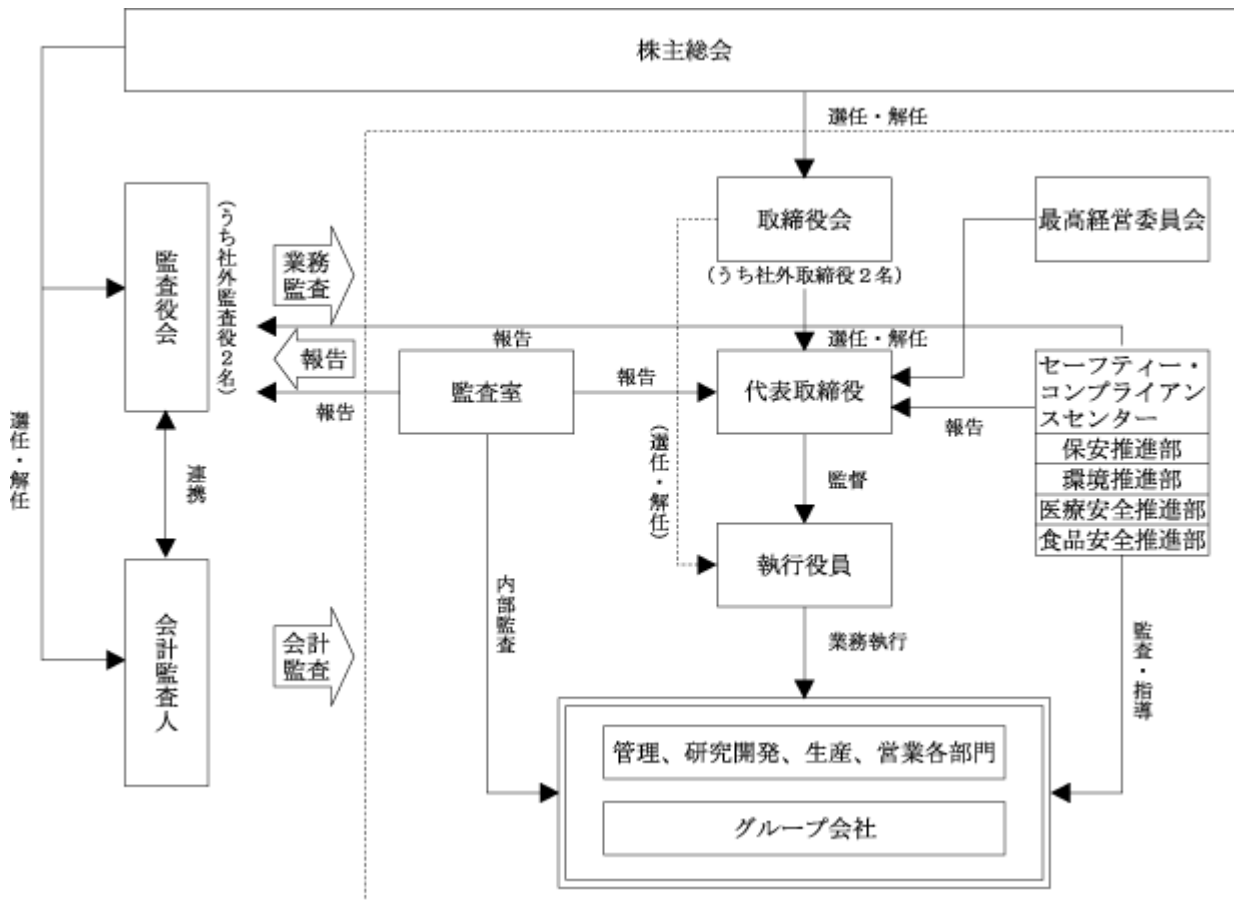 株主総会
選任・解任
取締役会
(うち社外取締役2名)
最高経営委員会
監査役会
(うち社外監査役2名)
業務
監査
報告
報告
選任・解任
監査室
報告
報告
代表取締役
報告
セーフティー・
コンプライアン
スセンター
保安推進部
環境推進部
医療安全推進部
食品安全推進部
選任・解任
連携
(選任・解任)
監督
執行役員
内部監査
会計監査人
会計
監査
業務執行
監査・指導
管理、研究開発、生産、営業各部門
グループ会社